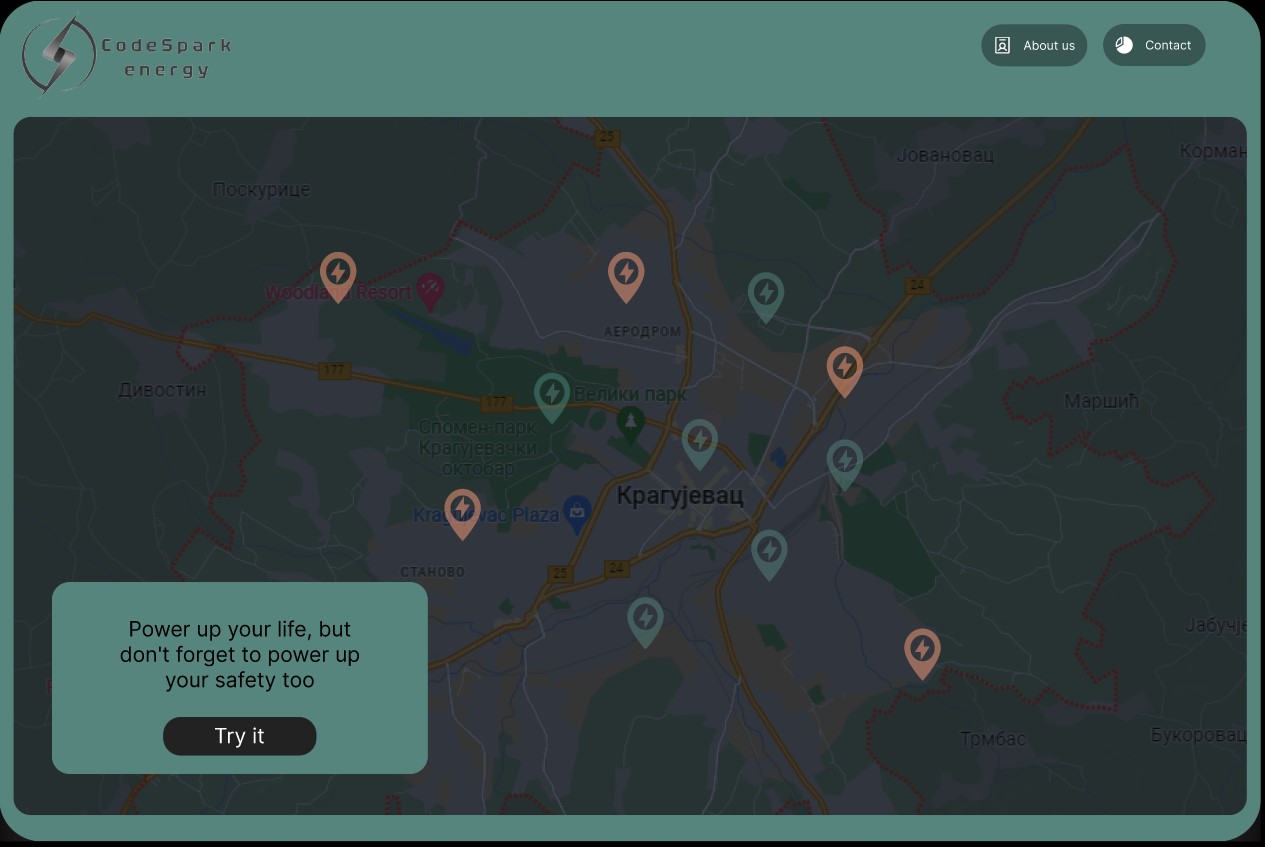 CodeSpark
energy
About us
Contact
25
Јовановац
Корман
Поскурице
24
Woodland Resort
АЕРОДРОМ
177
Дивостин
177
Велики парк
Маршић
Спомен-парк
Крагујевачки
октобар
Крагујевац
Kragujevac Plaza
СТАНОВО
25
24
Јабучје
Трмбас
Букоровац
Power up your life, but
don't forget to power up
your safety too
Try it